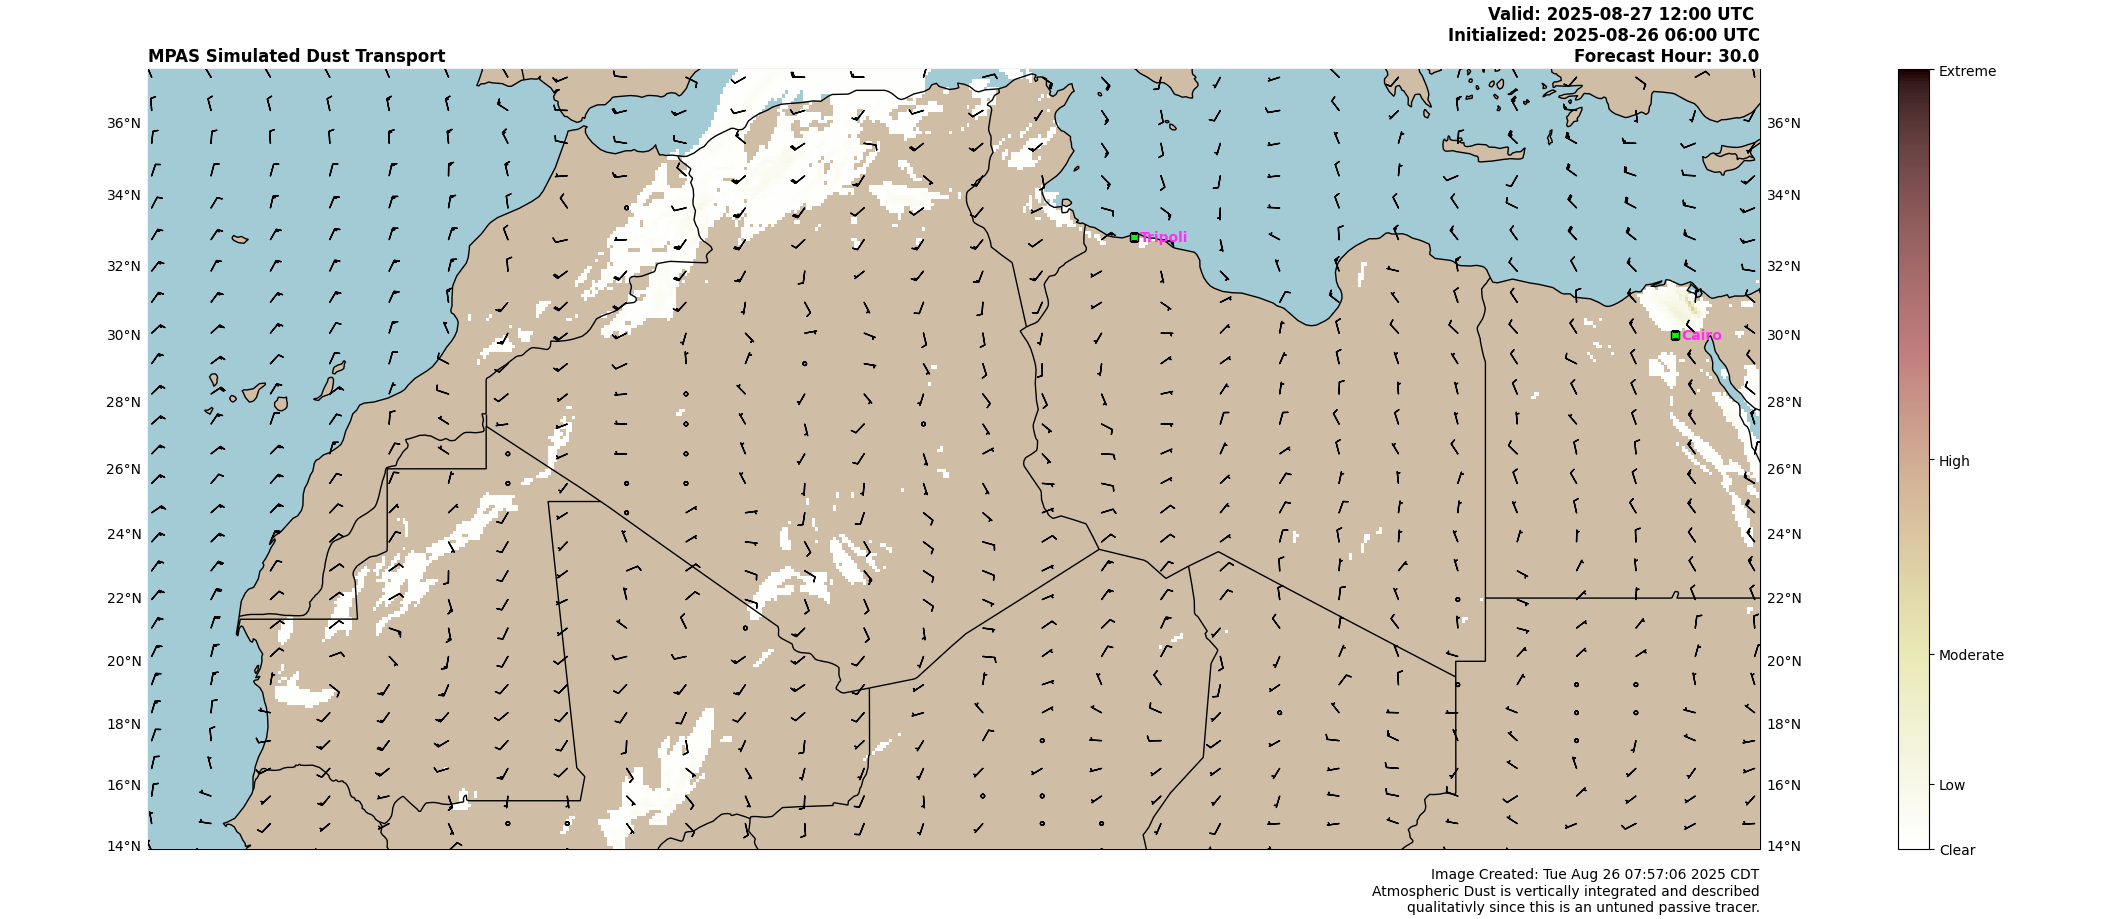 Valid: 2025-08-27 12:00 UTC
Initialized: 2025-08-26 06:00 UTC
MPAS Simulated Dust Transport
Forecast Hour: 30.0
Extreme
36°N
36°N
34°N
34°N
Tripoli
32°N
32°N
30°N
Cairo
30°N
28°N
28°N
High
26°N
26°N
24°N
24°N
22°N
22°N
20°N
20°N
Moderate
18°N
18°N
16°N
16°N
Low
14°N
14°N
Clear
Image Created: Tue Aug 26 07:57:06 2025 CDT
Atmospheric Dust is vertically integrated and described
qualitativly since this is an untuned passive tracer.